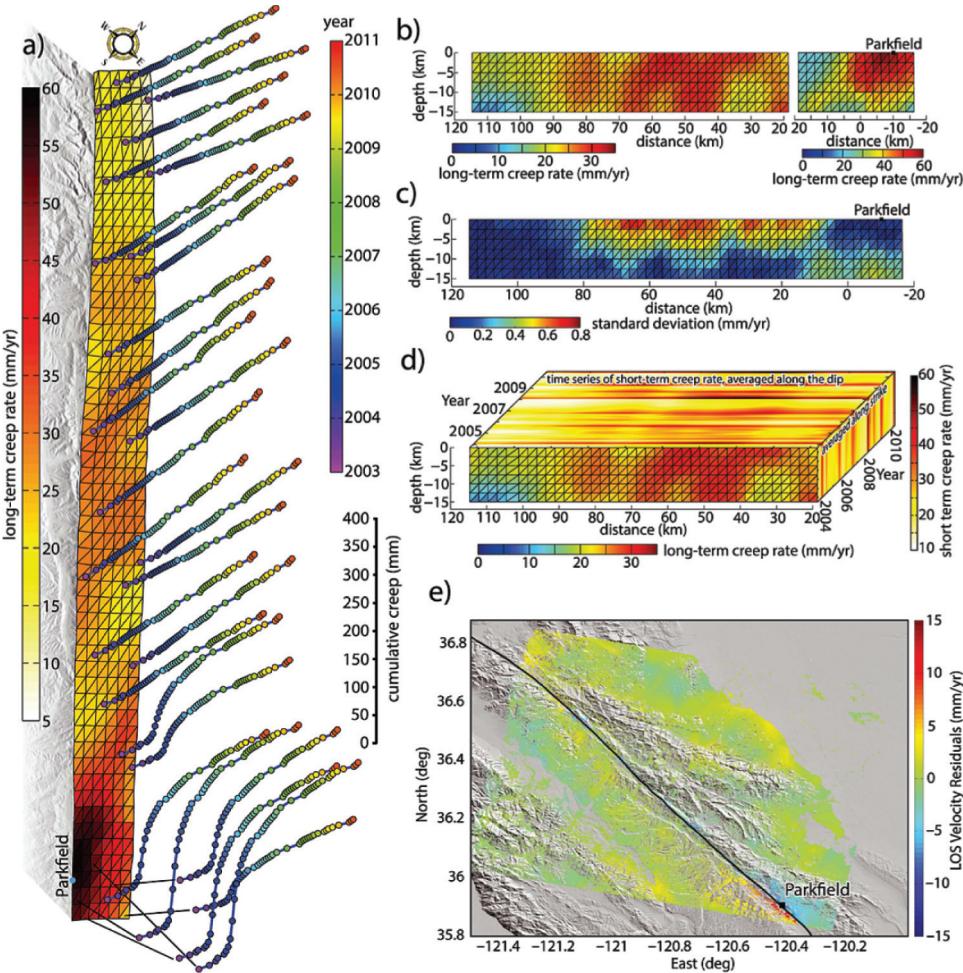 a)
W N
S E
year
2011
2010
2009
2008
2007
2006
2005
2004
2003
60
55
50
45
40
35
30
25
20
15
10
5
long-term creep rate (mm/yr)
400
350
300
250
200
150
100
50
0
cumulative creep (mm)
Parkfield
b)
Parkfield
depth (km)
0
−5
−10
−15
120 110 100 90 80 70 60 50 40 30 20
distance (km)
20 10 0 -10 -20
distance (km)
0 10 20 30
long-term creep rate (mm/yr)
0 20 40 60
long-term creep rate (mm/yr)
c)
Parkfield
depth (km)
0
−5
−10
−15
120 100 80 60 40 20 0 -20
distance (km)
0 0.2 0.4 0.6 0.8
standard deviation (mm/yr)
d)
time series of short-term creep rate, averaged along the dip
averaged along strike
2009
Year 2007
2005
depth (km)
0
−5
−10
−15
120 110 100 90 80 70 60 50 40 30 20
distance (km)
2004 2006 2008 2010
Year
0 10 20 30
long-term creep rate (mm/yr)
60
50
40
30
20
10
short term creep rate (mm/yr)
e)
North (deg)
36.8
36.6
36.4
36.2
36
35.8
Parkfield
−121.4 −121.2 −121 −120.8 −120.6 −120.4 −120.2
East (deg)
15
10
5
0
−5
−10
−15
LOS Velocity Residuals (mm/yr)